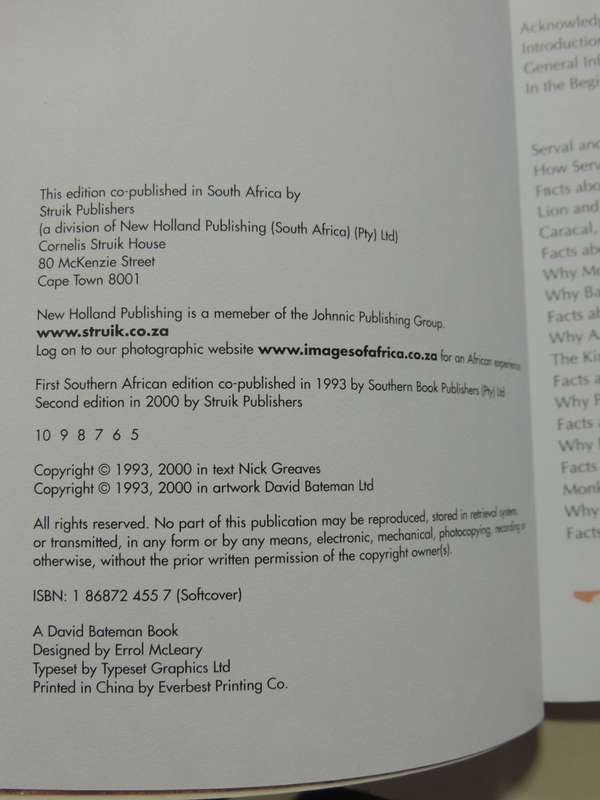 This edition co-published in South Africa by
Struik Publishers
(a division of New Holland Publishing (South Africa) (Pty) Ltd)
Cornelis Struik House
80 McKenzie Street
Cape Town 8001
New Holland Publishing is a memeber of the Johnnic Publishing Group.
www.struik.co.za
Log on to our photographic website www.imagesofafrica.co.za for an African experience
First Southern African edition co-published in 1993 by Southern Book Publishers (Pty) Ltd
Second edition in 2000 by Struik Publishers
10 9 8 7 6 5
Copyright © 1993, 2000 in text Nick Greaves
Copyright © 1993, 2000 in artwork David Bateman Ltd
All rights reserved. No part of this publication may be reproduced, stored in retrieval system,
or transmitted, in any form or by any means, electronic, mechanical, photocopying, recording or
otherwise, without the prior written permission of the copyright owner(s).
ISBN: 1 86872 455 7 (Softcover)
A David Bateman Book
Designed by Errol McLeary
Typeset by Typeset Graphics Ltd
Printed in China by Everbest Printing Co.
Acknowledg
Introduction
General Inf
In the Begi
Serval and
How Serv
Facts abo
Lion and
Caracal,
Facts ab
Why Mo
Why Ba
Facts ab
Why A
The Kin
Facts a
Why P
Facts a
Why
Facts
Monk
Why
Facts